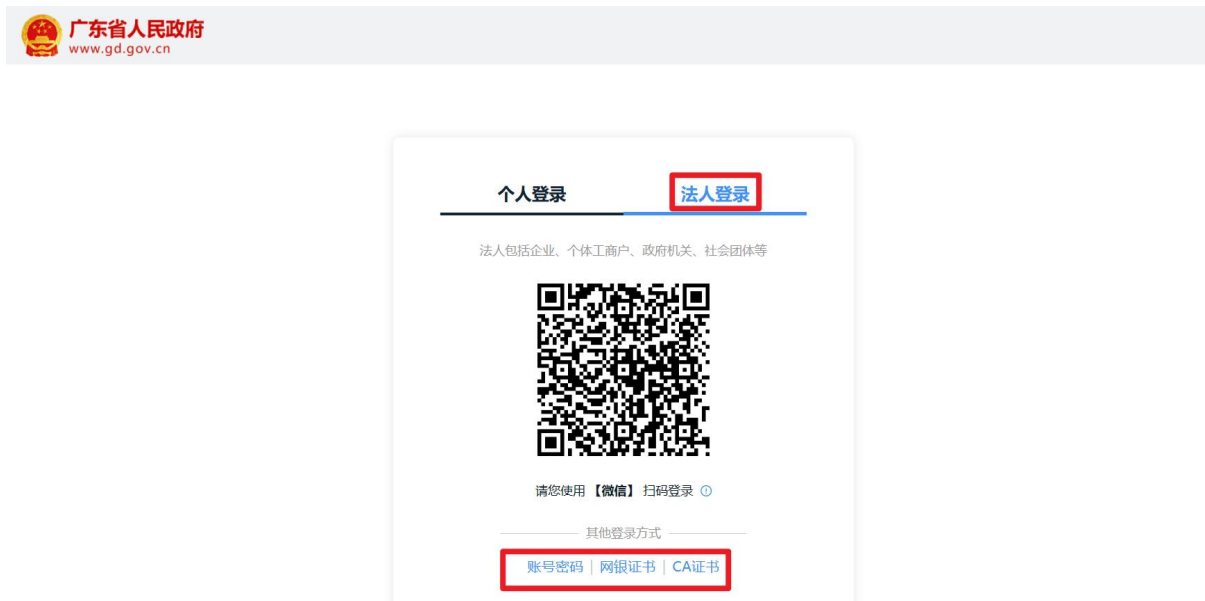 广东省人民政府
www.gd.gov.cn
个人登录 法人登录
法人包括企业、个体工商户、政府机关、社会团体等
请您使用【微信】扫码登录
其他登录方式
账号密码 | 网银证书 | CA证书